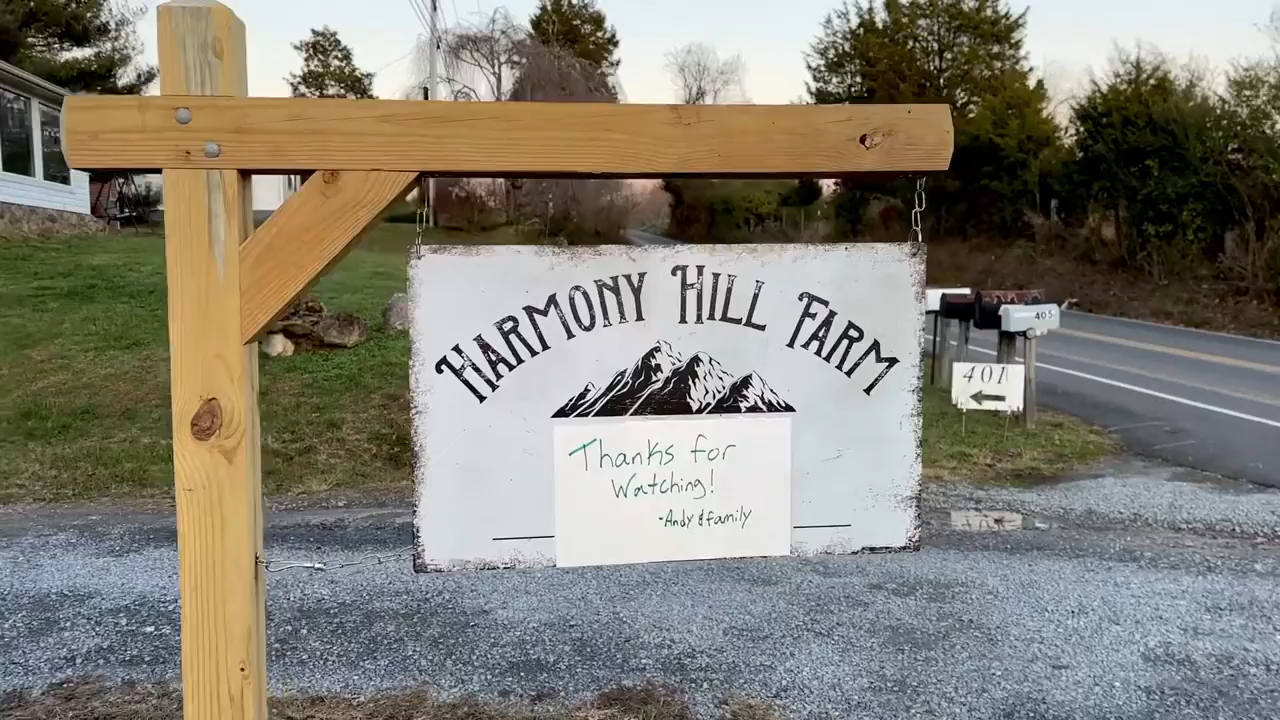 HARMONY HILL FARM
Thanks for
Watching!
-Andy & family
405
401